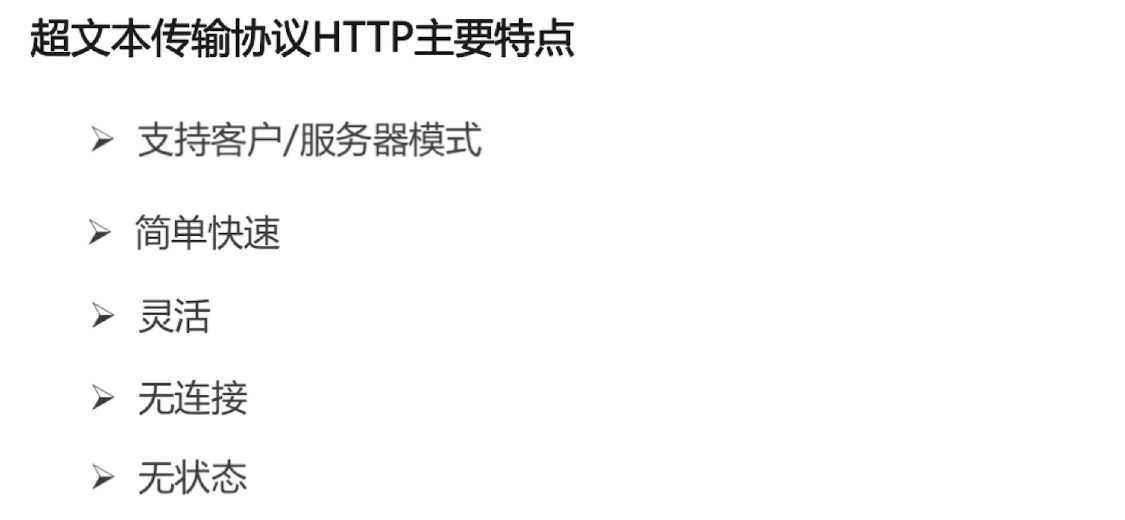 超文本传输协议HTTP主要特点
➢ 支持客户/服务器模式
➢ 简单快速
➢ 灵活
➢ 无连接
➢ 无状态